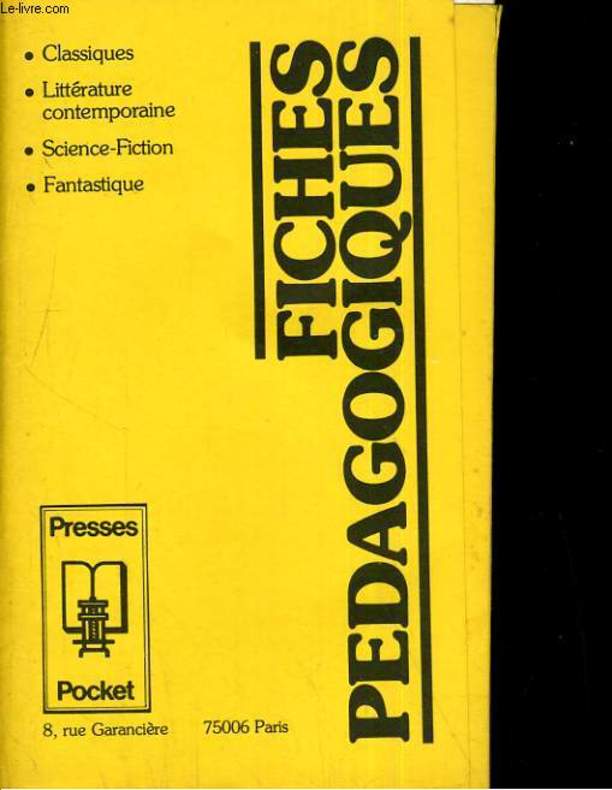 Le-livre.com
• Classiques
• Littérature
contemporaine
• Science-Fiction
• Fantastique
FICHES
PEDAGOGIQUES
Presses
Pocket
8, rue Garancière 75006 Paris